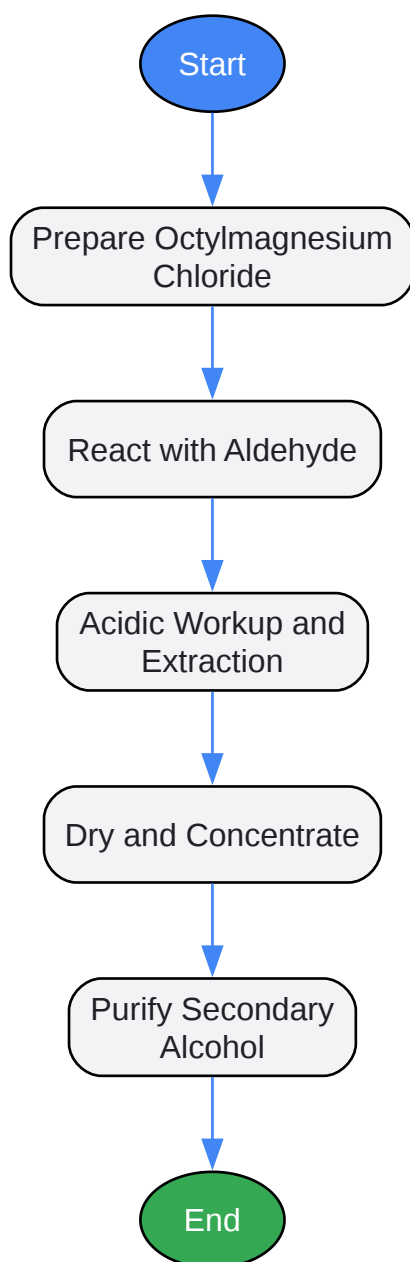 Start
Prepare Octylmagnesium
Chloride
React with Aldehyde
Acidic Workup and
Extraction
Dry and Concentrate
Purify Secondary
Alcohol
End